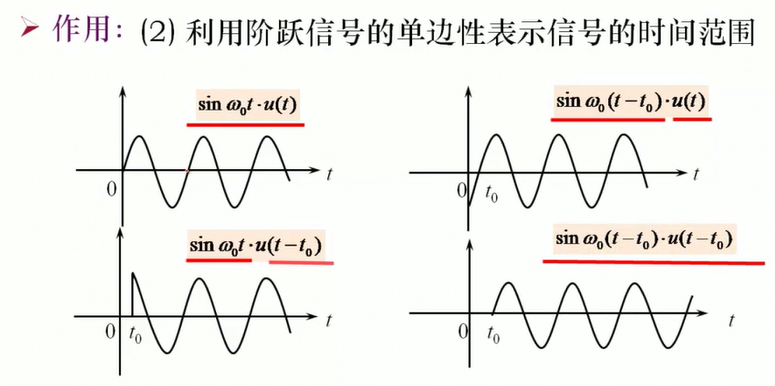 作用：(2) 利用阶跃信号的单边性表示信号的时间范围
sin ω₀t·u(t)
0
t
sin ω₀(t−t₀)·u(t)
0
t₀
t
sin ω₀t·u(t−t₀)
0
t₀
t
sin ω₀(t−t₀)·u(t−t₀)
0
t₀
t